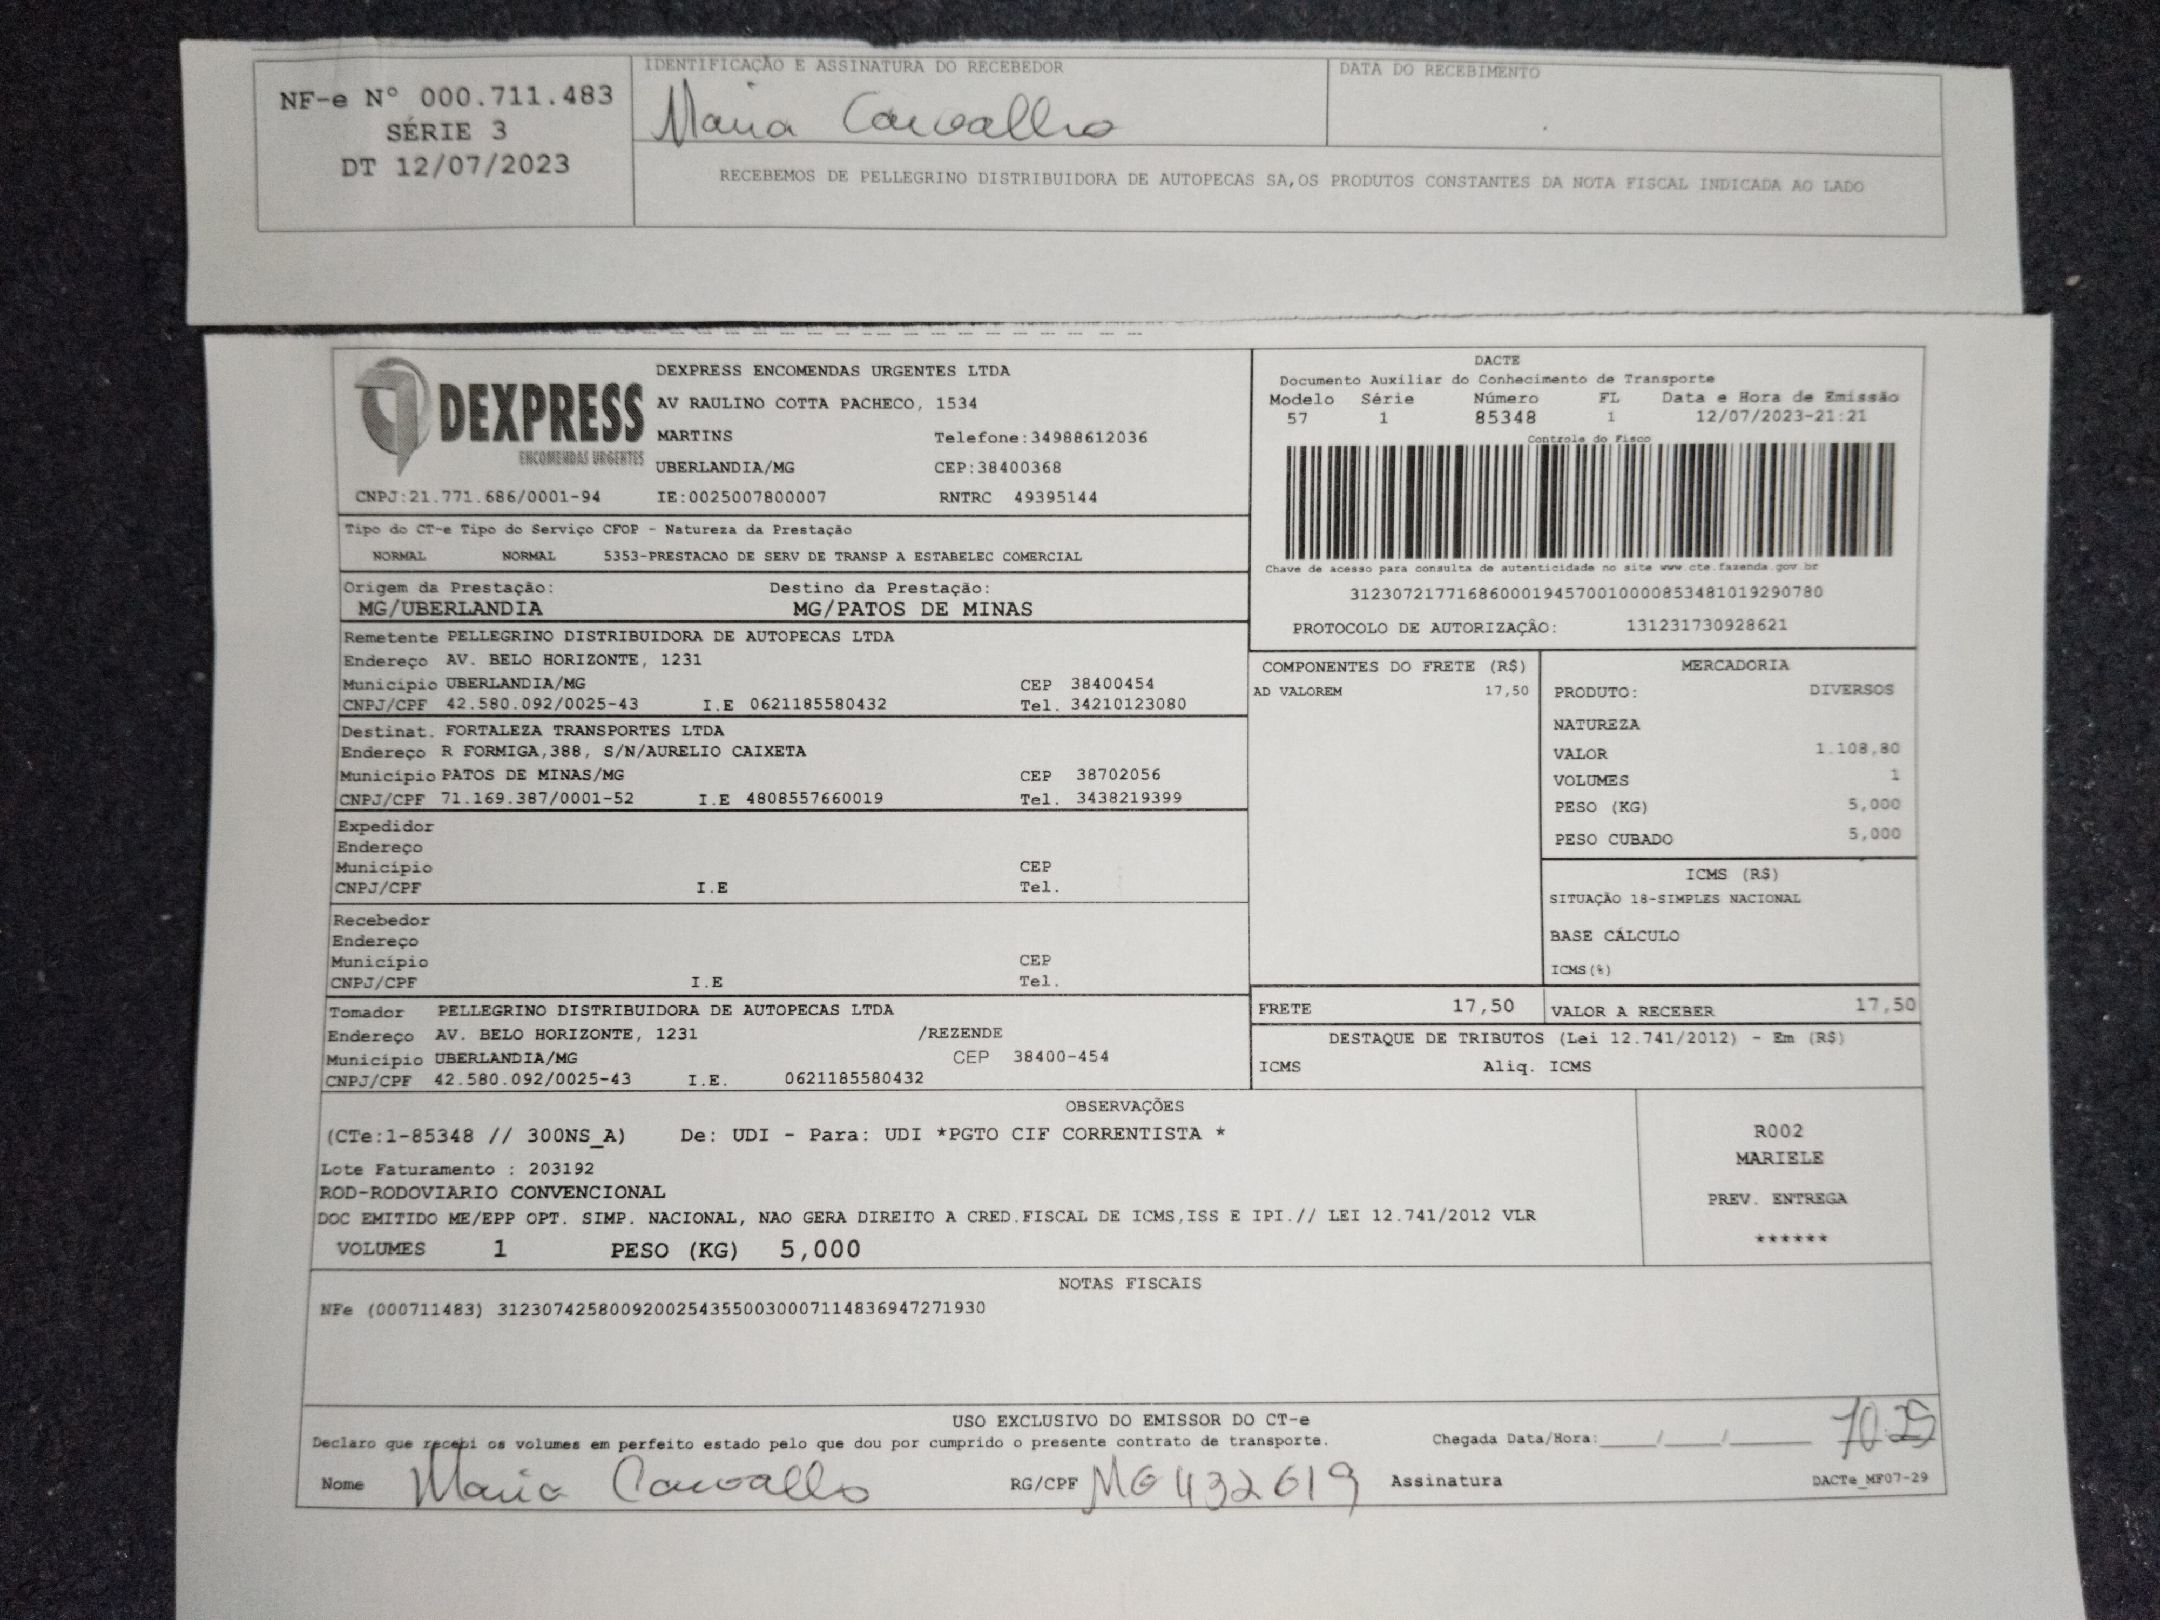 NF-e Nº 000.711.483
SÉRIE 3
DT 12/07/2023
IDENTIFICAÇÃO E ASSINATURA DO RECEBEDOR
Maria Carvalho
DATA DO RECEBIMENTO
RECEBEMOS DE PELLEGRINO DISTRIBUIDORA DE AUTOPECAS SA,OS PRODUTOS CONSTANTES DA NOTA FISCAL INDICADA AO LADO
DEXPRESS
ENCOMENDAS URGENTES
DEXPRESS ENCOMENDAS URGENTES LTDA
AV RAULINO COTTA PACHECO, 1534
MARTINS Telefone:34988612036
UBERLANDIA/MG CEP:38400368
CNPJ:21.771.686/0001-94 IE:0025007800007 RNTRC 49395144
DACTE
Documento Auxiliar do Conhecimento de Transporte
Modelo Série Número FL Data e Hora de Emissão
57 1 85348 1 12/07/2023-21:21
Controle do Fisco
Chave de acesso para consulta de autenticidade no site www.cte.fazenda.gov.br
31230721771686000194570010000853481019290780
PROTOCOLO DE AUTORIZAÇÃO: 131231730928621
Tipo do CT-e Tipo do Serviço CFOP - Natureza da Prestação
NORMAL NORMAL 5353-PRESTACAO DE SERV DE TRANSP A ESTABELEC COMERCIAL
Origem da Prestação: Destino da Prestação:
MG/UBERLANDIA MG/PATOS DE MINAS
Remetente PELLEGRINO DISTRIBUIDORA DE AUTOPECAS LTDA
Endereço AV. BELO HORIZONTE, 1231
Município UBERLANDIA/MG CEP 38400454
CNPJ/CPF 42.580.092/0025-43 I.E 0621185580432 Tel. 34210123080
Destinat. FORTALEZA TRANSPORTES LTDA
Endereço R FORMIGA,388, S/N/AURELIO CAIXETA
Município PATOS DE MINAS/MG CEP 38702056
CNPJ/CPF 71.169.387/0001-52 I.E 4808557660019 Tel. 3438219399
Expedidor
Endereço
Município CEP
CNPJ/CPF I.E Tel.
Recebedor
Endereço
Município CEP
CNPJ/CPF I.E Tel.
Tomador PELLEGRINO DISTRIBUIDORA DE AUTOPECAS LTDA
Endereço AV. BELO HORIZONTE, 1231 /REZENDE
Município UBERLANDIA/MG CEP 38400-454
CNPJ/CPF 42.580.092/0025-43 I.E. 0621185580432
COMPONENTES DO FRETE (R$)
AD VALOREM 17,50
MERCADORIA
PRODUTO: DIVERSOS
NATUREZA
VALOR 1.108,80
VOLUMES 1
PESO (KG) 5,000
PESO CUBADO 5,000
ICMS (R$)
SITUAÇÃO 18-SIMPLES NACIONAL
BASE CÁLCULO
ICMS(%)
FRETE 17,50 VALOR A RECEBER 17,50
DESTAQUE DE TRIBUTOS (Lei 12.741/2012) - Em (R$)
ICMS Aliq. ICMS
OBSERVAÇÕES
(CTe:1-85348 // 300NS_A) De: UDI - Para: UDI *PGTO CIF CORRENTISTA *
Lote Faturamento : 203192
ROD-RODOVIARIO CONVENCIONAL
DOC EMITIDO ME/EPP OPT. SIMP. NACIONAL, NAO GERA DIREITO A CRED.FISCAL DE ICMS,ISS E IPI.// LEI 12.741/2012 VLR
VOLUMES 1 PESO (KG) 5,000
R002
MARIELE
PREV. ENTREGA
******
NOTAS FISCAIS
NFe (000711483) 31230742580092002543550030007114836947271930
USO EXCLUSIVO DO EMISSOR DO CT-e
Declaro que recebi os volumes em perfeito estado pelo que dou por cumprido o presente contrato de transporte. Chegada Data/Hora:____/____/______
Nome Maria Carvalho RG/CPF MG432619 Assinatura DACTe_MF07-29